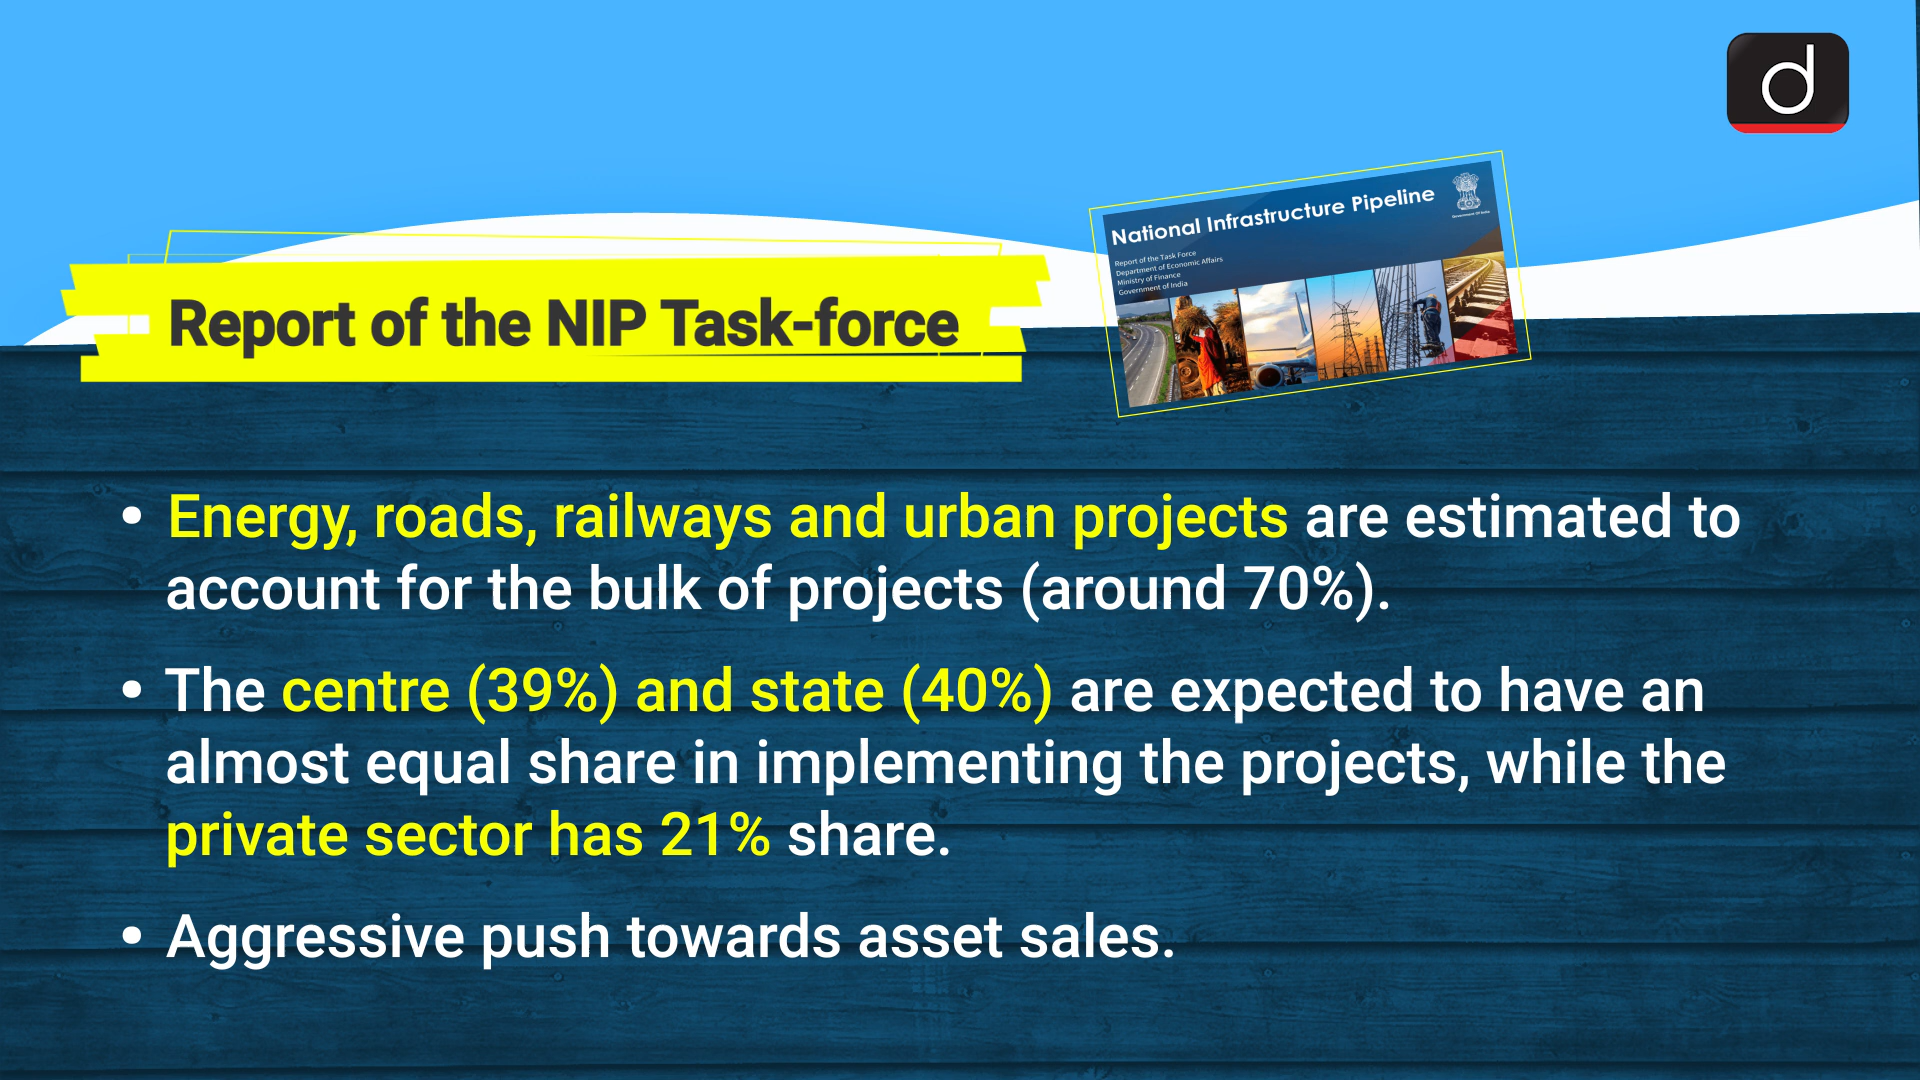 d
National Infrastructure Pipeline
Government Of India
Report of the Task Force
Department of Economic Affairs
Ministry of Finance
Government of India
Report of the NIP Task-force
• Energy, roads, railways and urban projects are estimated to
account for the bulk of projects (around 70%).
• The centre (39%) and state (40%) are expected to have an
almost equal share in implementing the projects, while the
private sector has 21% share.
• Aggressive push towards asset sales.